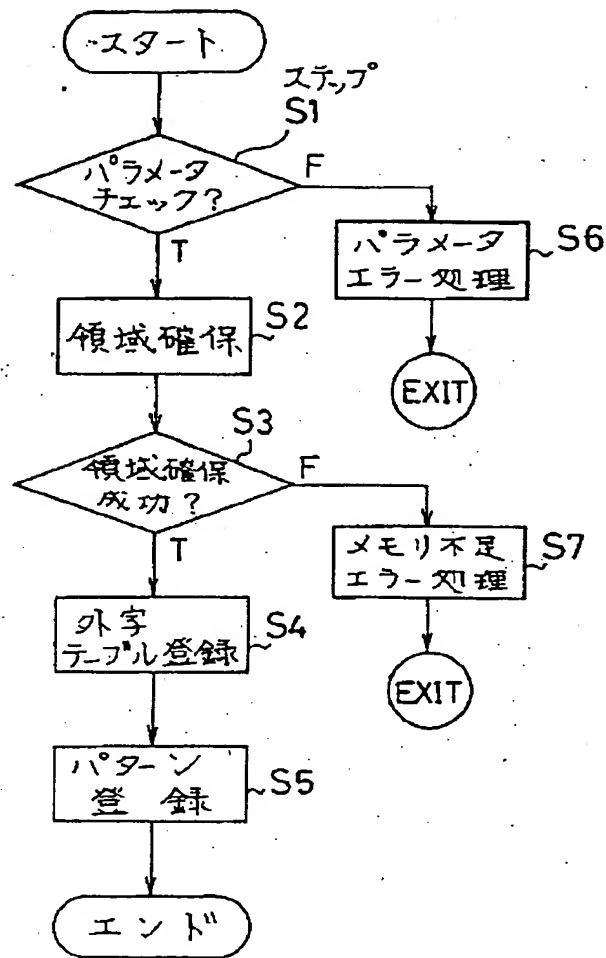 スタート
ステップ
S1
パラメータ
チェック?
F
T
パラメータ
エラー処理
S6
EXIT
領域確保
S2
S3
領域確保
成功?
F
T
メモリ不足
エラー処理
S7
EXIT
外字
テーブル登録
S4
パターン
登録
S5
エンド